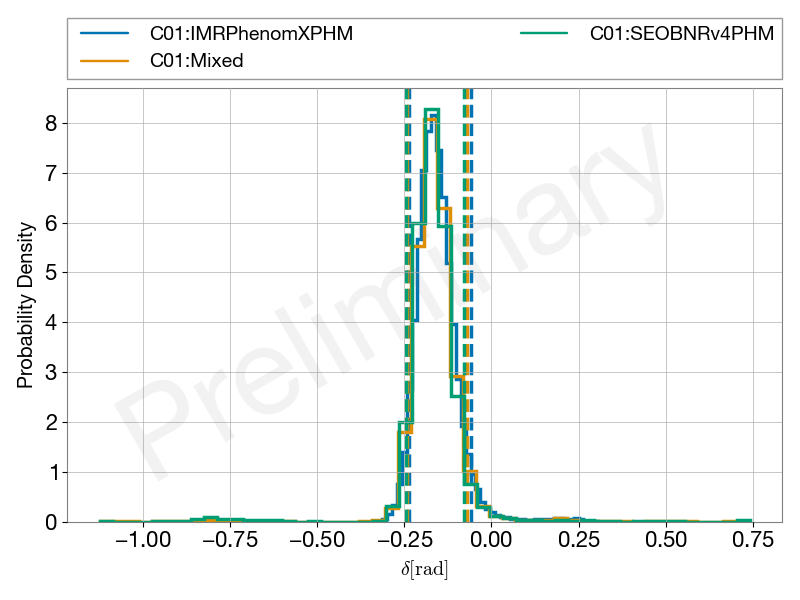 C01:IMRPhenomXPHM
C01:Mixed
C01:SEOBNRv4PHM
Preliminary
Probability Density
8
7
6
5
4
3
2
1
0
−1.00 −0.75 −0.50 −0.25 0.00 0.25 0.50 0.75
δ[rad]